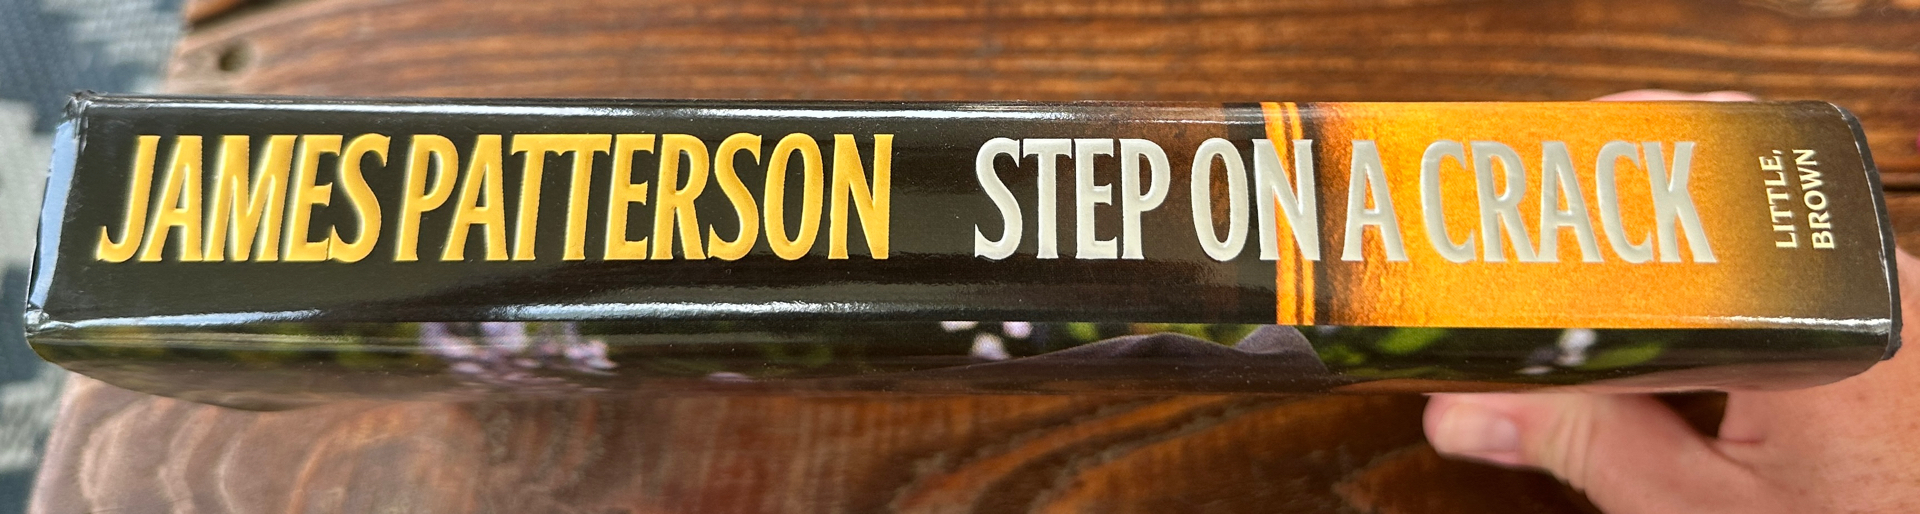 JAMES PATTERSON STEP ON A CRACK
LITTLE,
BROWN